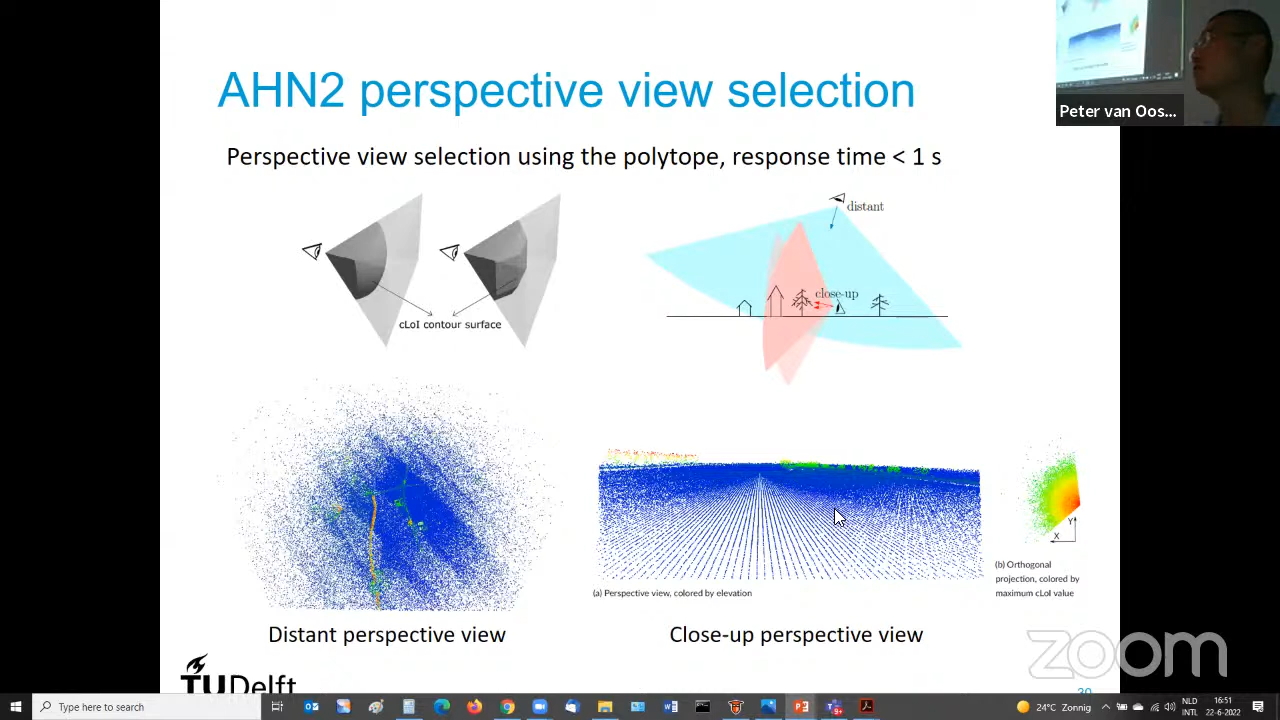 AHN2 perspective view selection
Peter van Oos...
Perspective view selection using the polytope, response time < 1 s
distant
close-up
cLoI contour surface
Y
X
(a) Perspective view, colored by elevation
(b) Orthogonal
projection, colored by
maximum cLoI value
Distant perspective view
Close-up perspective view
zoom
TUDelft
30
Type here to search
24°C Zonnig
NLD
INTL
16:51
22-6-2022